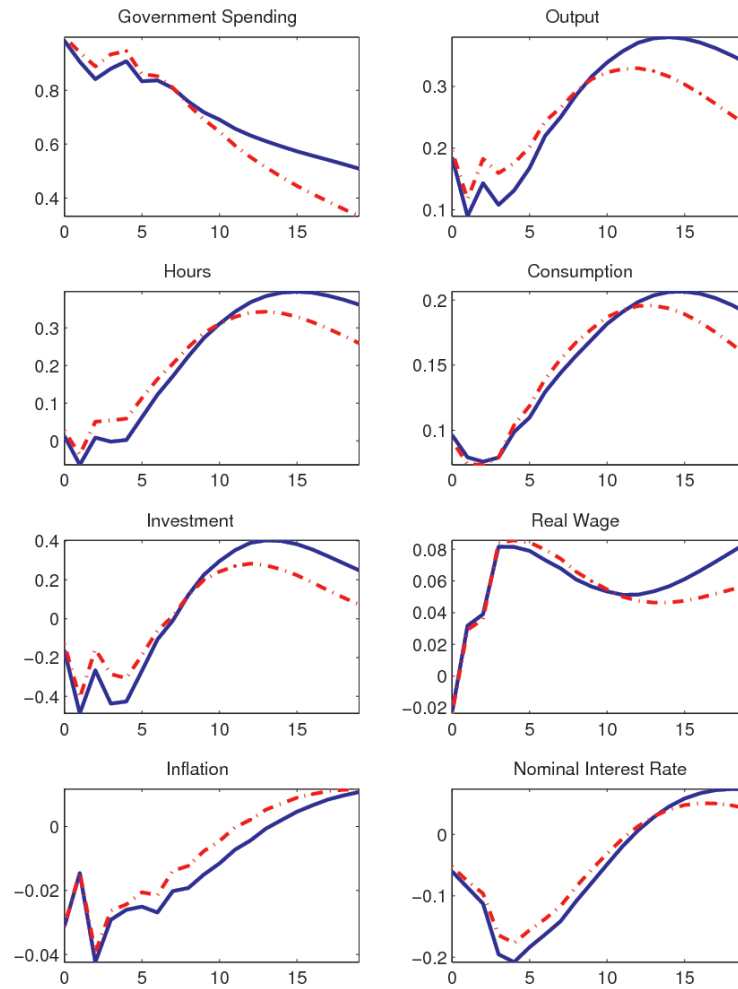 Government Spending
0.8
0.6
0.4
0 5 10 15
Output
0.3
0.2
0.1
0 5 10 15
Hours
0.3
0.2
0.1
0
0 5 10 15
Consumption
0.2
0.15
0.1
0 5 10 15
Investment
0.4
0.2
0
−0.2
−0.4
0 5 10 15
Real Wage
0.08
0.06
0.04
0.02
0
−0.02
0 5 10 15
Inflation
0
−0.02
−0.04
0 5 10 15
Nominal Interest Rate
0
−0.1
−0.2
0 5 10 15